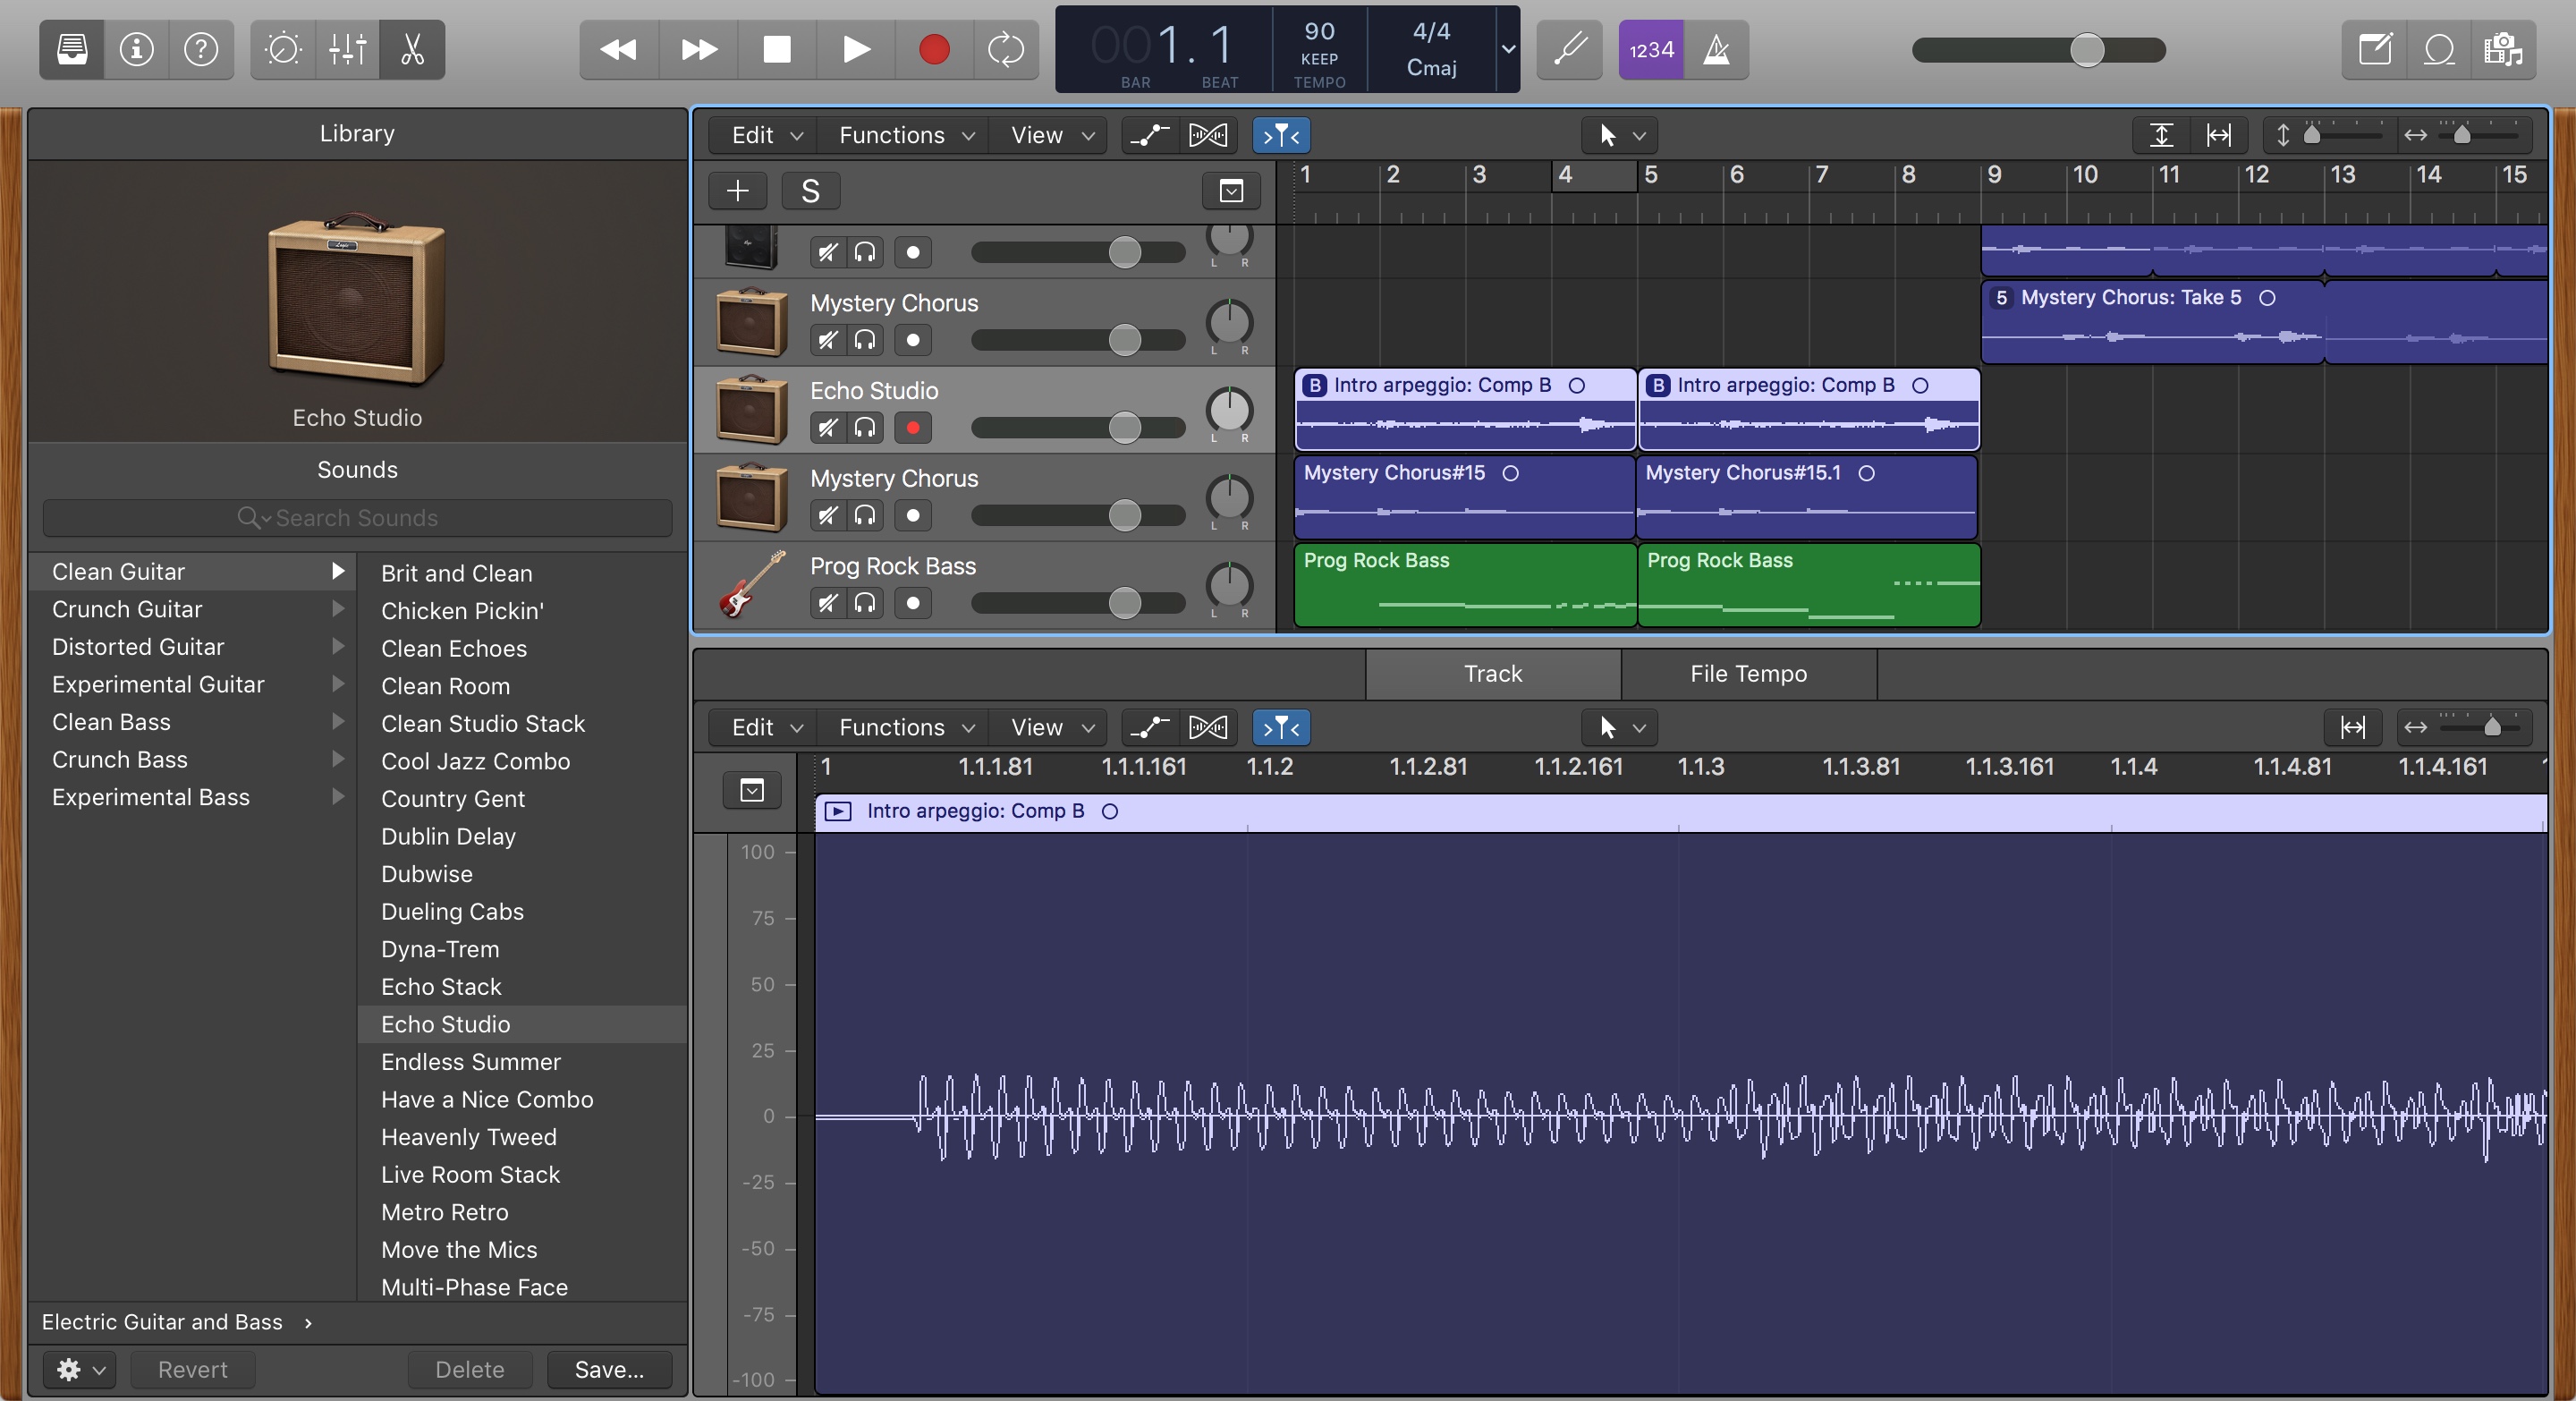 001.1
BAR
BEAT
90
KEEP
TEMPO
4/4
Cmaj
1234
Library
Echo Studio
Sounds
Search Sounds
Clean Guitar
Crunch Guitar
Distorted Guitar
Experimental Guitar
Clean Bass
Crunch Bass
Experimental Bass
Brit and Clean
Chicken Pickin'
Clean Echoes
Clean Room
Clean Studio Stack
Cool Jazz Combo
Country Gent
Dublin Delay
Dubwise
Dueling Cabs
Dyna-Trem
Echo Stack
Echo Studio
Endless Summer
Have a Nice Combo
Heavenly Tweed
Live Room Stack
Metro Retro
Move the Mics
Multi-Phase Face
Electric Guitar and Bass
Revert
Delete
Save...
Edit Functions View
S
1 2 3 4 5 6 7 8 9 10 11 12 13 14 15
L R
Mystery Chorus
L R
5 Mystery Chorus: Take 5
Echo Studio
L R
B Intro arpeggio: Comp B
B Intro arpeggio: Comp B
Mystery Chorus
L R
Mystery Chorus#15
Mystery Chorus#15.1
Prog Rock Bass
L R
Prog Rock Bass
Prog Rock Bass
Track
File Tempo
Edit Functions View
1 1.1.1.81 1.1.1.161 1.1.2 1.1.2.81 1.1.2.161 1.1.3 1.1.3.81 1.1.3.161 1.1.4 1.1.4.81 1.1.4.161
Intro arpeggio: Comp B
100
75
50
25
0
-25
-50
-75
-100